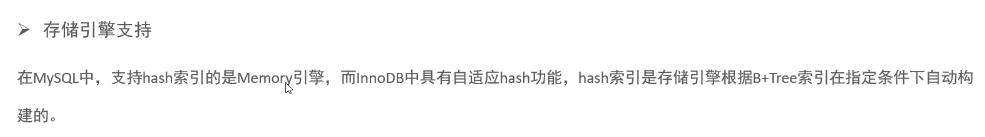 ➢ 存储引擎支持
在MySQL中，支持hash索引的是Memory引擎，而InnoDB中具有自适应hash功能，hash索引是存储引擎根据B+Tree索引在指定条件下自动构
建的。